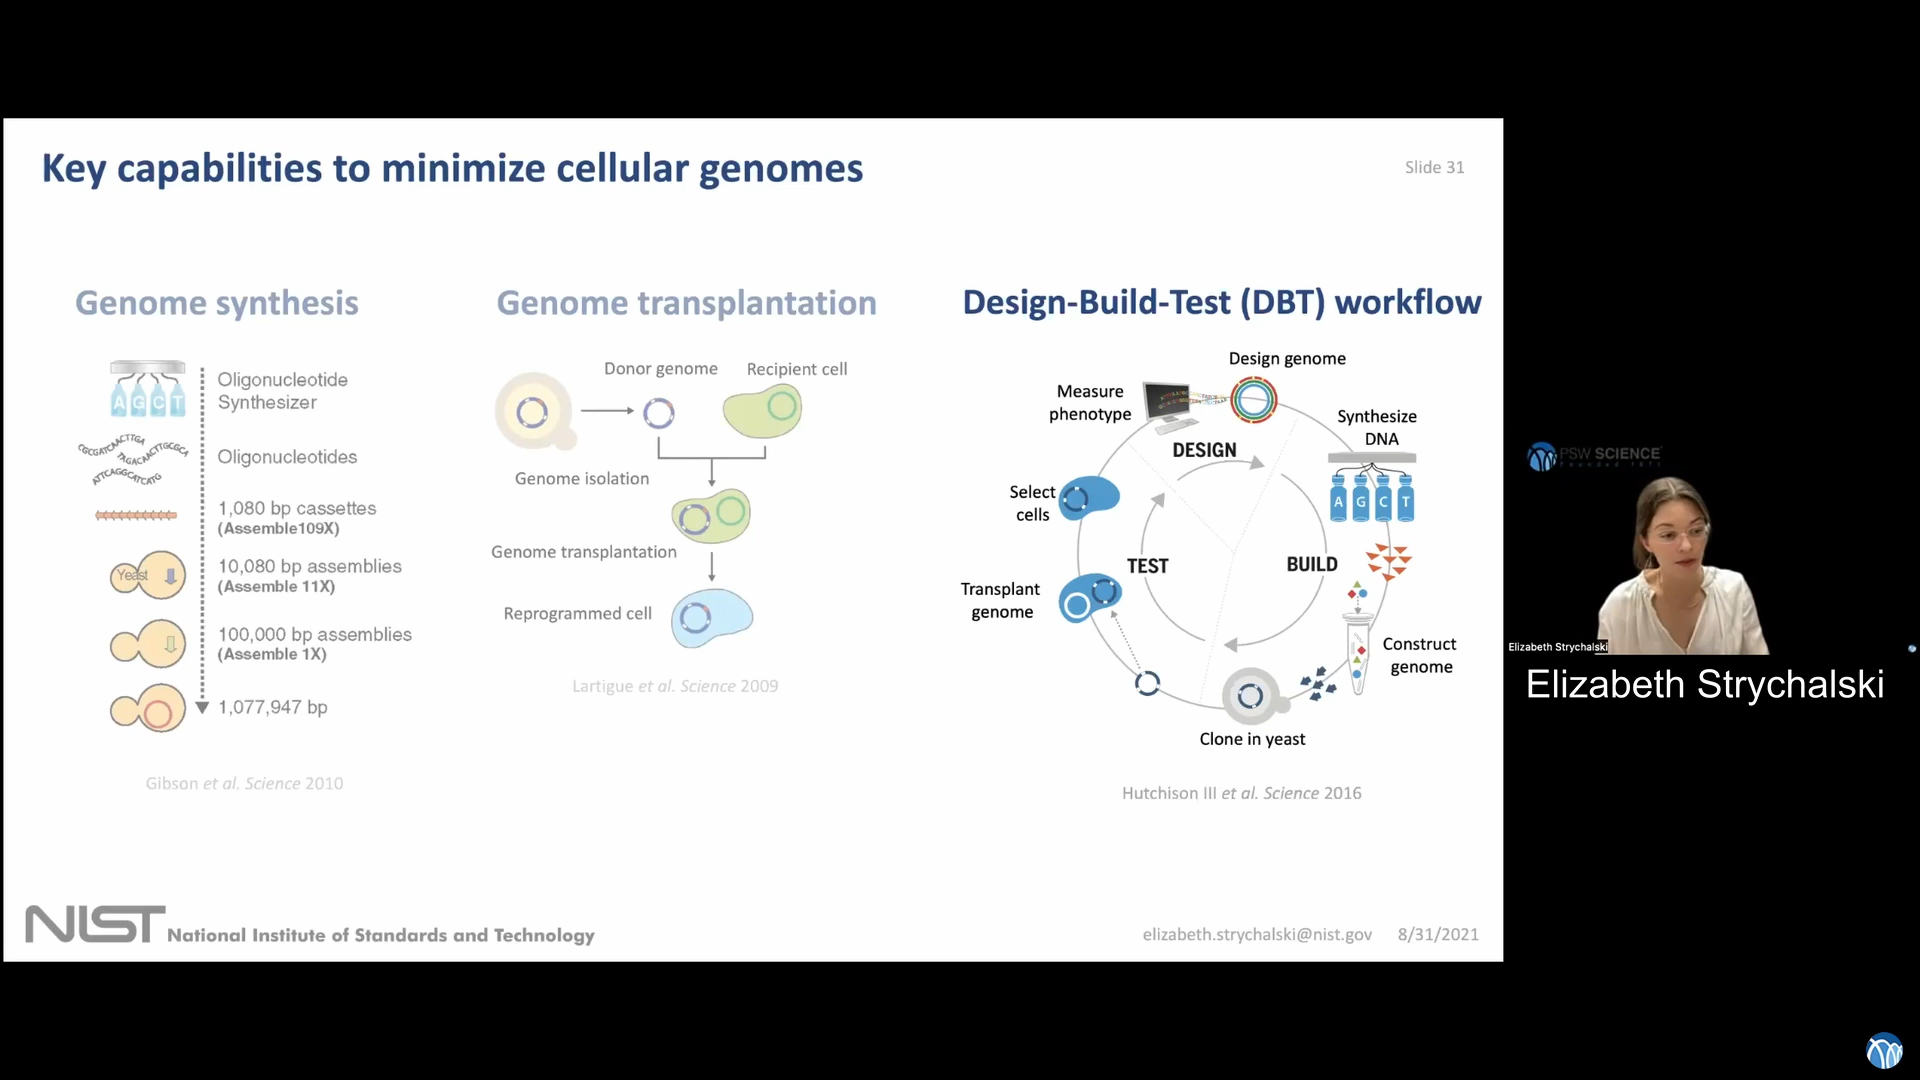 Key capabilities to minimize cellular genomes
Slide 31
Genome synthesis
A G C T
Oligonucleotide
Synthesizer
Oligonucleotides
1,080 bp cassettes
(Assemble109X)
Yeast
10,080 bp assemblies
(Assemble 11X)
100,000 bp assemblies
(Assemble 1X)
1,077,947 bp
Gibson et al. Science 2010
Genome transplantation
Donor genome
Recipient cell
Genome isolation
Genome transplantation
Reprogrammed cell
Lartigue et al. Science 2009
Design-Build-Test (DBT) workflow
Design genome
Measure
phenotype
Synthesize
DNA
DESIGN
A G C T
Select
cells
TEST
BUILD
Transplant
genome
Construct
genome
Clone in yeast
Hutchison III et al. Science 2016
NIST National Institute of Standards and Technology
elizabeth.strychalski@nist.gov
8/31/2021
PSW SCIENCE
Elizabeth Strychalski
Elizabeth Strychalski